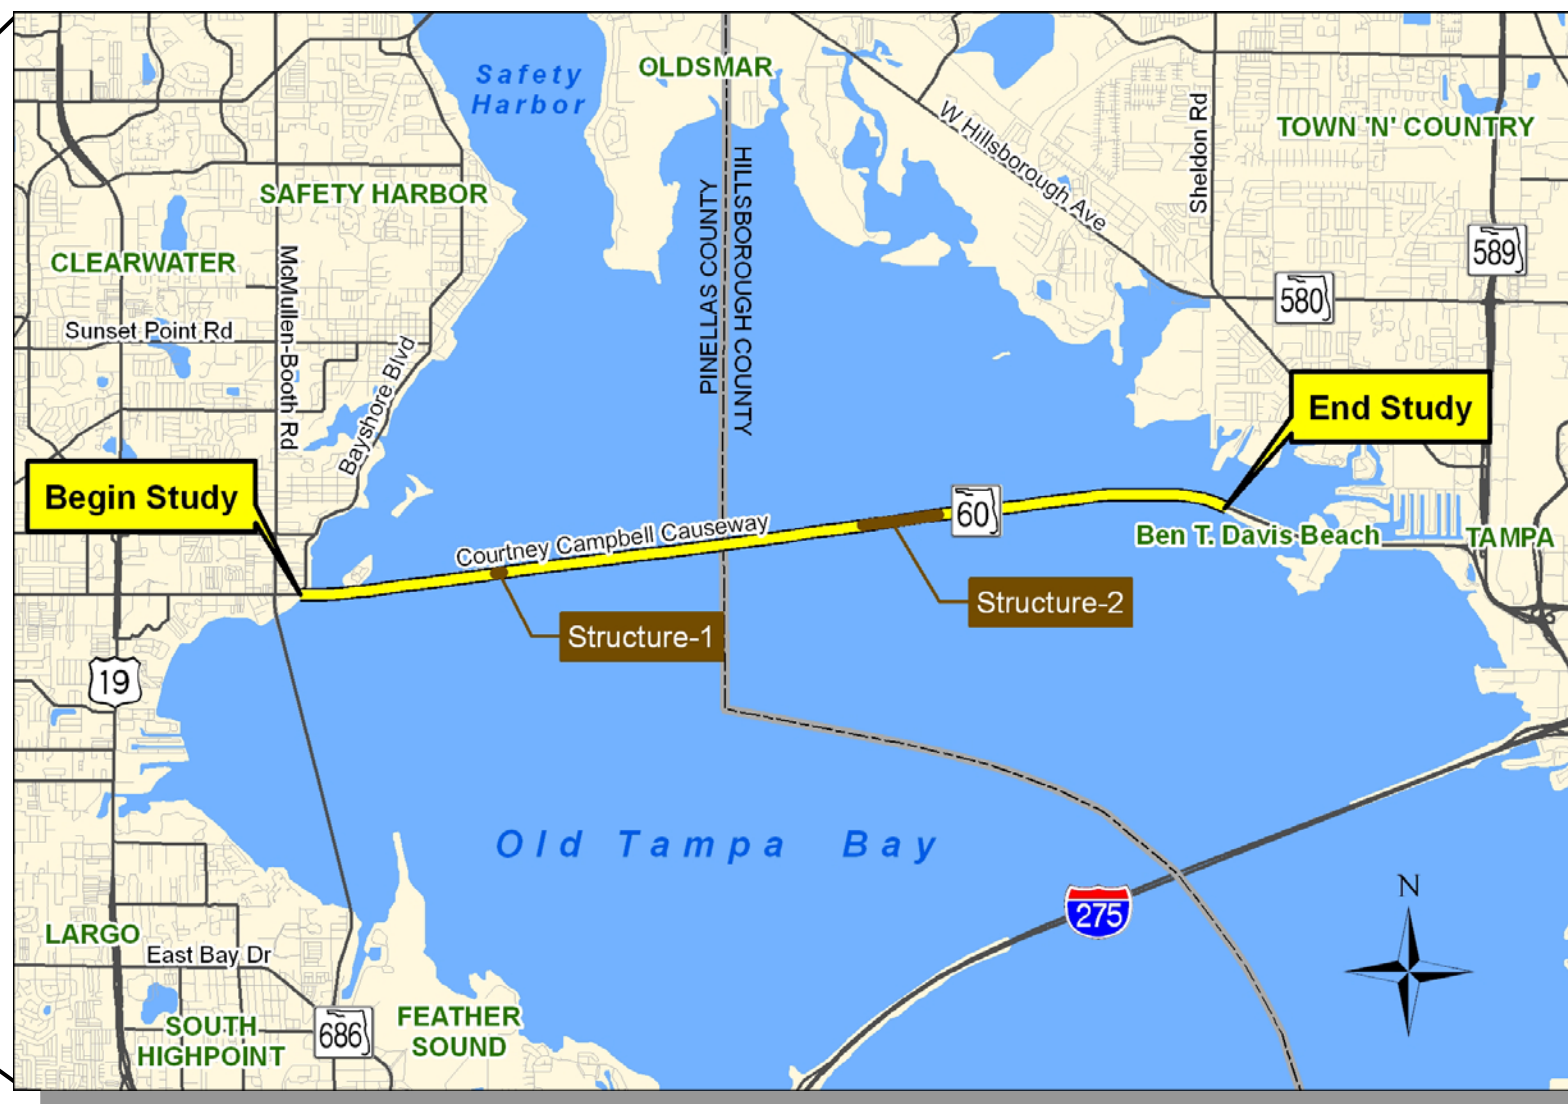 Safety
Harbor
OLDSMAR
W Hillsborough Ave
Sheldon Rd
TOWN 'N' COUNTRY
SAFETY HARBOR
PINELLAS COUNTY
HILLSBOROUGH COUNTY
CLEARWATER
McMullen-Booth Rd
589
580
Sunset Point Rd
Bayshore Blvd
End Study
Begin Study
Courtney Campbell Causeway
60
Ben T. Davis Beach
TAMPA
Structure-2
Structure-1
19
Old Tampa Bay
275
N
LARGO
East Bay Dr
686
FEATHER
SOUND
SOUTH
HIGHPOINT